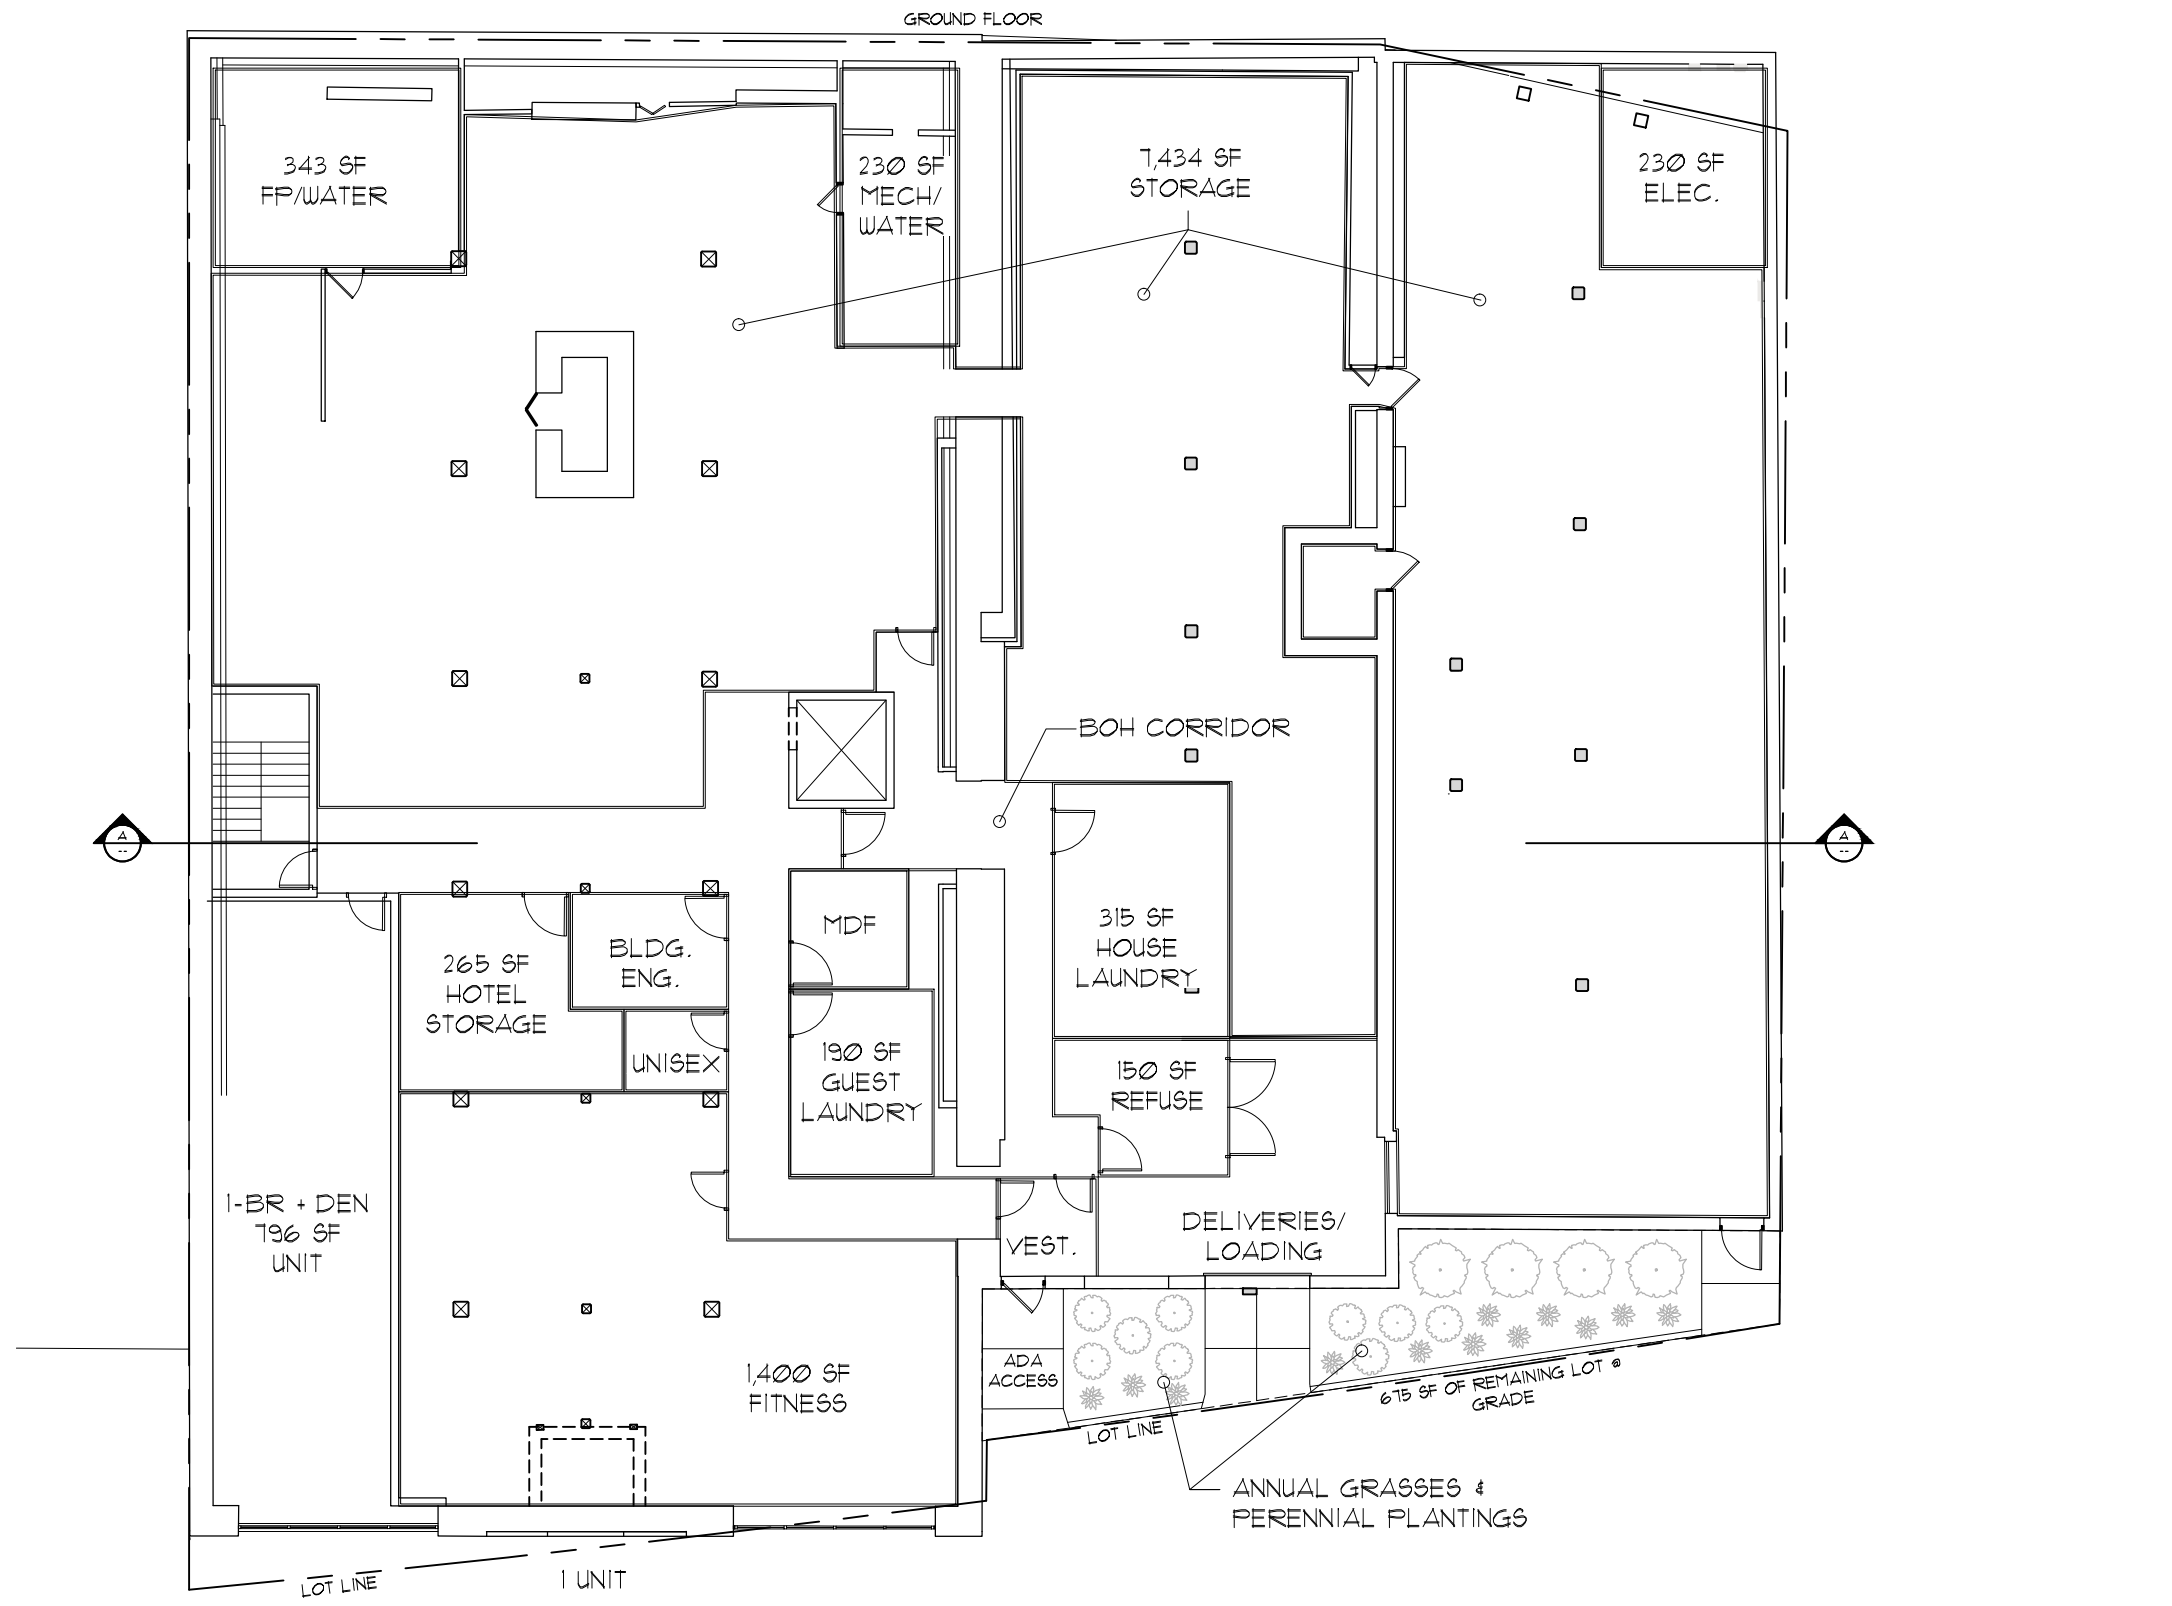 GROUND FLOOR
343 SF
FP/WATER
230 SF
MECH/
WATER
7,434 SF
STORAGE
230 SF
ELEC.
BOH CORRIDOR
A
--
A
--
MDF
315 SF
HOUSE
LAUNDRY
BLDG.
ENG.
265 SF
HOTEL
STORAGE
UNISEX
190 SF
GUEST
LAUNDRY
150 SF
REFUSE
1-BR + DEN
796 SF
UNIT
VEST.
DELIVERIES/
LOADING
1,400 SF
FITNESS
ADA
ACCESS
LOT LINE
675 SF OF REMAINING LOT @
GRADE
ANNUAL GRASSES &
PERENNIAL PLANTINGS
LOT LINE
1 UNIT